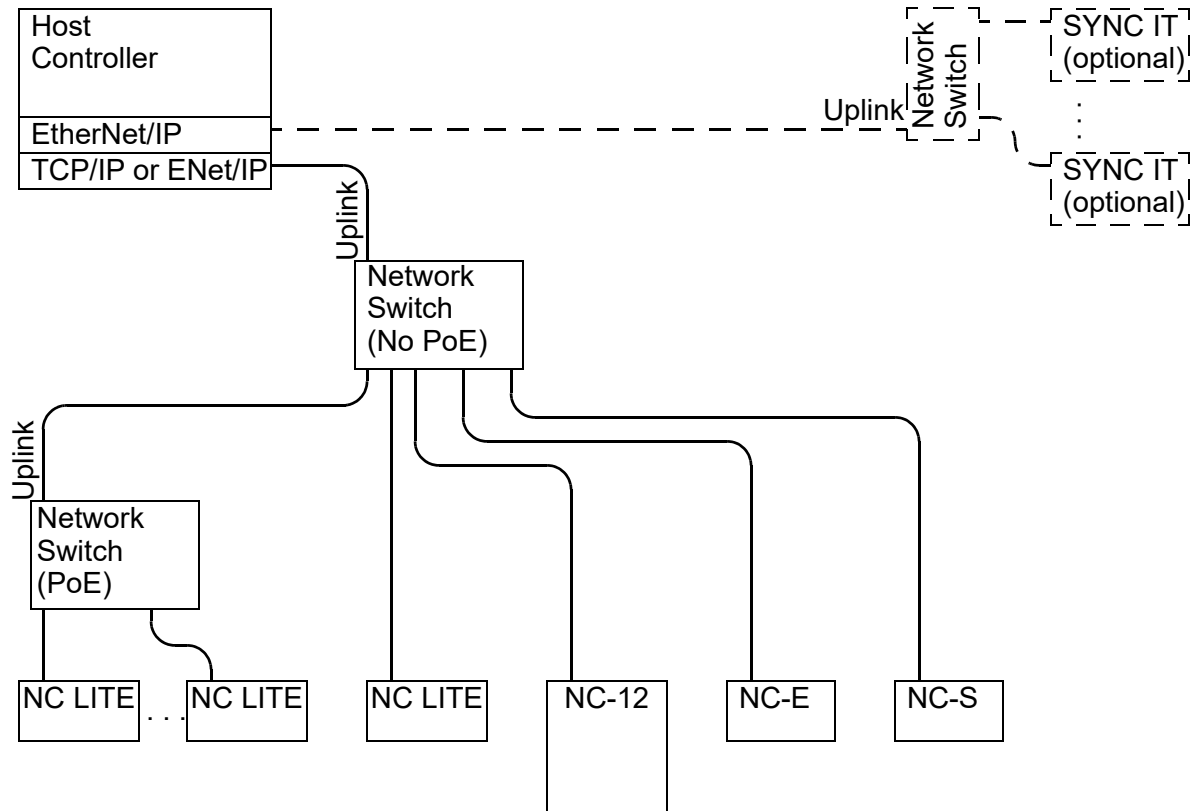 Host
Controller
EtherNet/IP
TCP/IP or ENet/IP
Uplink
Network
Switch
SYNC IT
(optional)
SYNC IT
(optional)
Uplink
Network
Switch
(No PoE)
Uplink
Network
Switch
(PoE)
NC LITE
. . .
NC LITE
NC LITE
NC-12
NC-E
NC-S